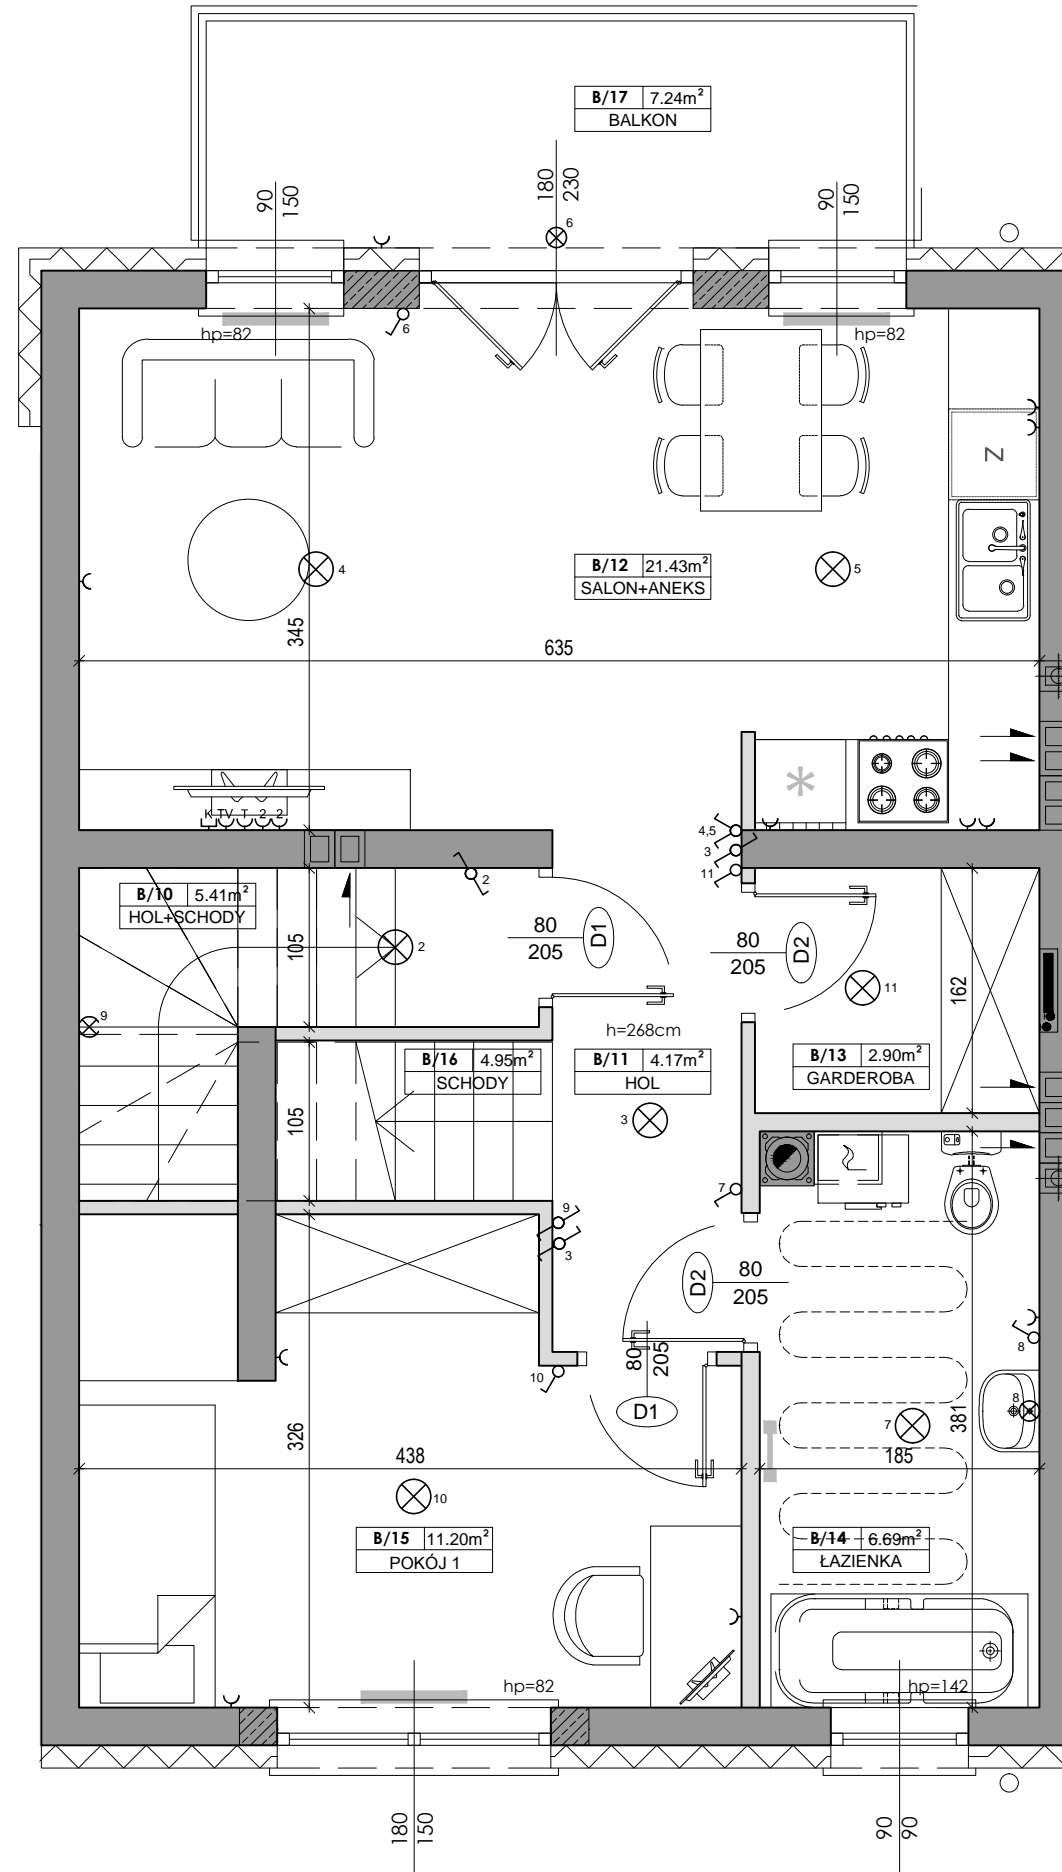 B/17 7.24m²
BALKON
90
150
180
230
90
150
6
6
hp=82
hp=82
Z
4
B/12 21.43m²
SALON+ANEKS
5
345
635
K TV T 2 2
*
4,5
3
11
2
B/10 5.41m²
HOL+SCHODY
105
2
80
205
D1
80
205
D2
11
162
9
h=268cm
B/16 4.95m²
SCHODY
B/11 4.17m²
HOL
B/13 2.90m²
GARDEROBA
105
3
7
9
3
D2
80
205
8
80
205
10
D1
8
326
438
7
185
381
10
B/15 11.20m²
POKÓJ 1
B/14 6.69m²
ŁAZIENKA
hp=82
hp=142
180
150
90
90